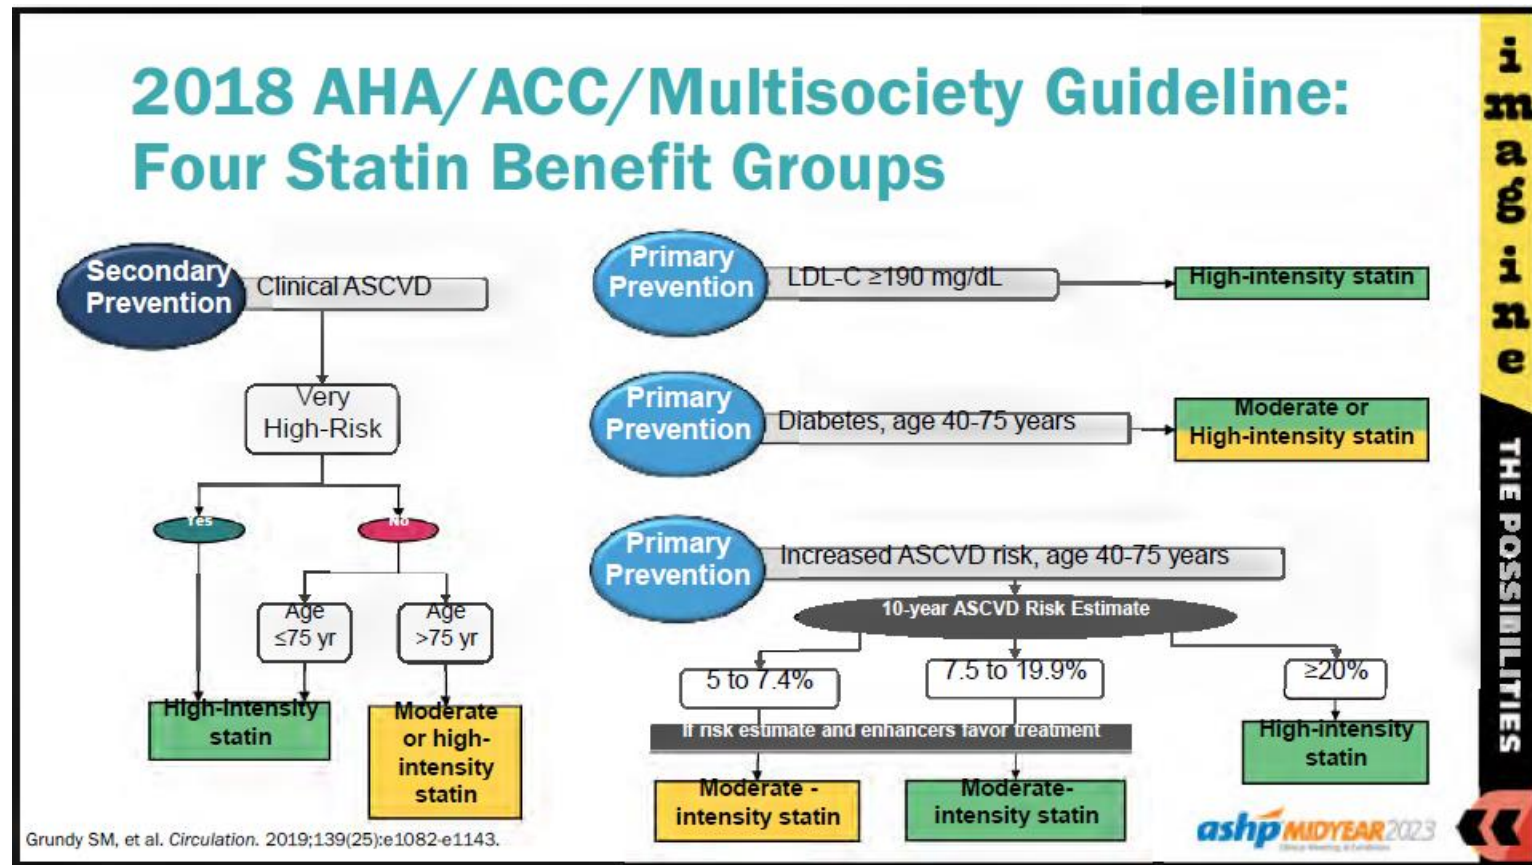 2018 AHA/ACC/Multisociety Guideline:
Four Statin Benefit Groups
Secondary
Prevention
Clinical ASCVD
Very
High-Risk
Yes
No
Age
≤75 yr
Age
>75 yr
High-Intensity
statin
Moderate
or high-
intensity
statin
Primary
Prevention
LDL-C ≥190 mg/dL
High-intensity statin
Primary
Prevention
Diabetes, age 40-75 years
Moderate or
High-intensity statin
Primary
Prevention
Increased ASCVD risk, age 40-75 years
10-year ASCVD Risk Estimate
5 to 7.4%
7.5 to 19.9%
≥20%
If risk estimate and enhancers favor treatment
Moderate -
intensity statin
Moderate-
intensity statin
High-intensity
statin
Grundy SM, et al. Circulation. 2019;139(25):e1082-e1143.
ashp MIDYEAR 2023
Clinical Meeting & Exhibition
imagine
THE POSSIBILITIES